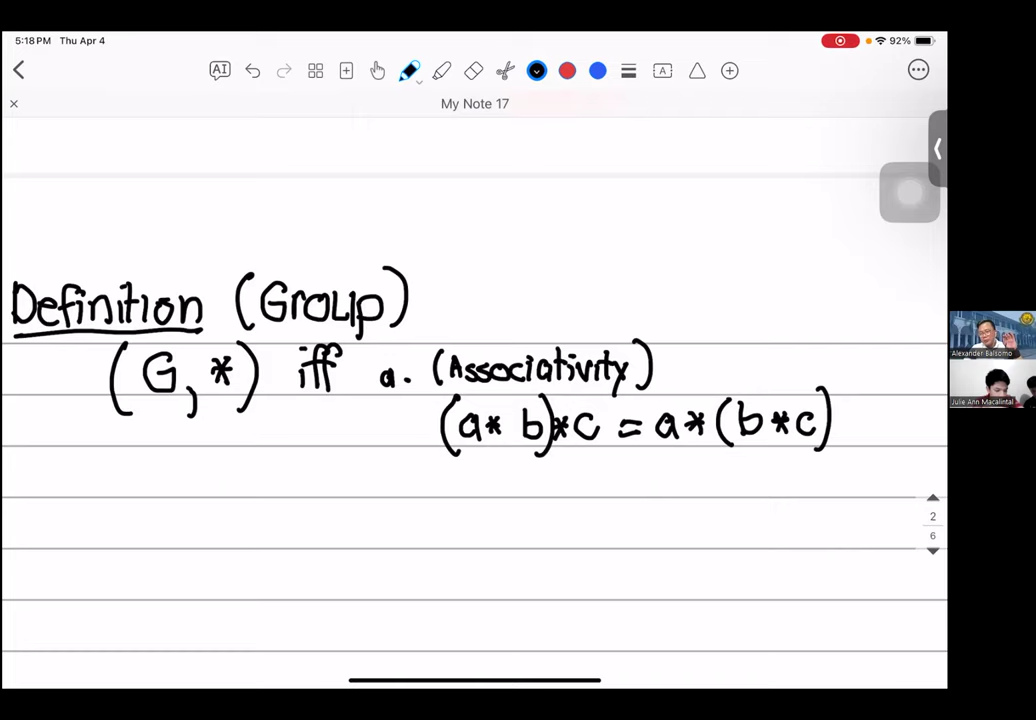 5:18 PM Thu Apr 4
92%
AI
A
My Note 17
Definition (Group)
(G, *) iff a. (Associativity)
(a * b) * c = a * (b * c)
2
6
Alexander Balsomo
Julie Ann Macalintal